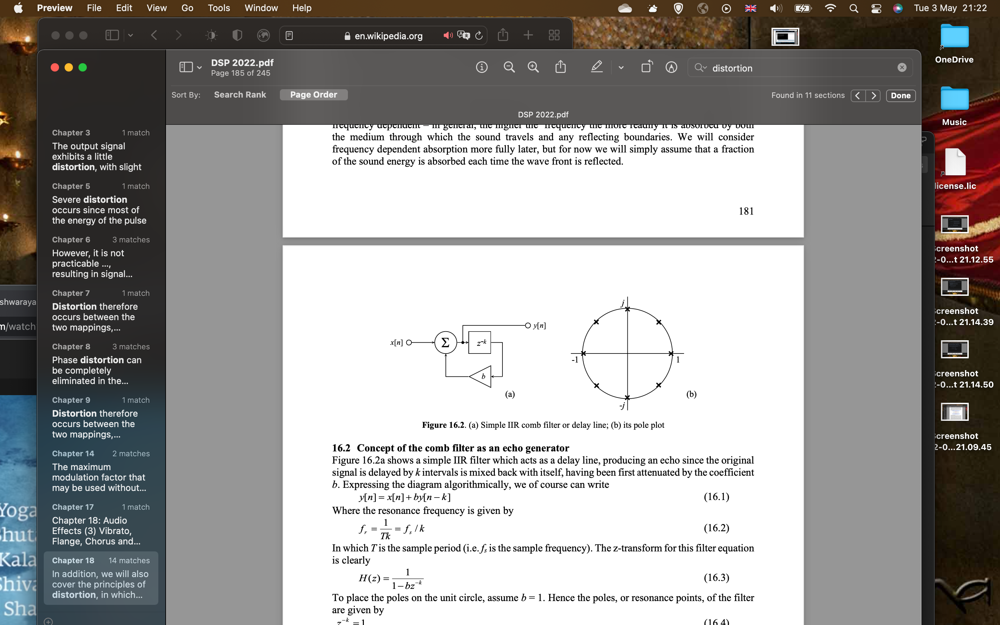 Preview File Edit View Go Tools Window Help
Tue 3 May 21:22
en.wikipedia.org
OneDrive
Music
license.lic
Screenshot
2-0...t 21.12.55
Screenshot
2-0...t 21.14.39
Screenshot
2-0...t 21.14.50
Screenshot
2-0...21.09.45
shwaraya
m/watch
Yoga
Bhuta
Kala
Shiva
Sha
DSP 2022.pdf
Page 185 of 245
distortion
Sort By: Search Rank Page Order
Found in 11 sections
Done
DSP 2022.pdf
Chapter 3 1 match
The output signal
exhibits a little
distortion, with slight
Chapter 5 1 match
Severe distortion
occurs since most of
the energy of the pulse
Chapter 6 3 matches
However, it is not
practicable ...,
resulting in signal...
Chapter 7 1 match
Distortion therefore
occurs between the
two mappings,...
Chapter 8 3 matches
Phase distortion can
be completely
eliminated in the...
Chapter 9 1 match
Distortion therefore
occurs between the
two mappings,...
Chapter 14 2 matches
The maximum
modulation factor that
may be used without...
Chapter 17 1 match
Chapter 18: Audio
Effects (3) Vibrato,
Flange, Chorus and...
Chapter 18 14 matches
In addition, we will also
cover the principles of
distortion, in which...
frequency dependent – in general, the higher the frequency the more readily it is absorbed by both
the medium through which the sound travels and any reflecting boundaries. We will consider
frequency dependent absorption more fully later, but for now we will simply assume that a fraction
of the sound energy is absorbed each time the wave front is reflected.
181
x[n] Σ z^-k y[n]
b
(a)
j
-1 1
-j
(b)
Figure 16.2. (a) Simple IIR comb filter or delay line; (b) its pole plot
16.2 Concept of the comb filter as an echo generator
Figure 16.2a shows a simple IIR filter which acts as a delay line, producing an echo since the original
signal is delayed by k intervals is mixed back with itself, having been first attenuated by the coefficient
b. Expressing the diagram algorithmically, we of course can write
y[n] = x[n] + by[n − k] (16.1)
Where the resonance frequency is given by
f_r = 1/Tk = f_s / k (16.2)
In which T is the sample period (i.e. f_s is the sample frequency). The z-transform for this filter equation
is clearly
H(z) = 1/(1 − bz^-k) (16.3)
To place the poles on the unit circle, assume b = 1. Hence the poles, or resonance points, of the filter
are given by
z^-k = 1 (16.4)